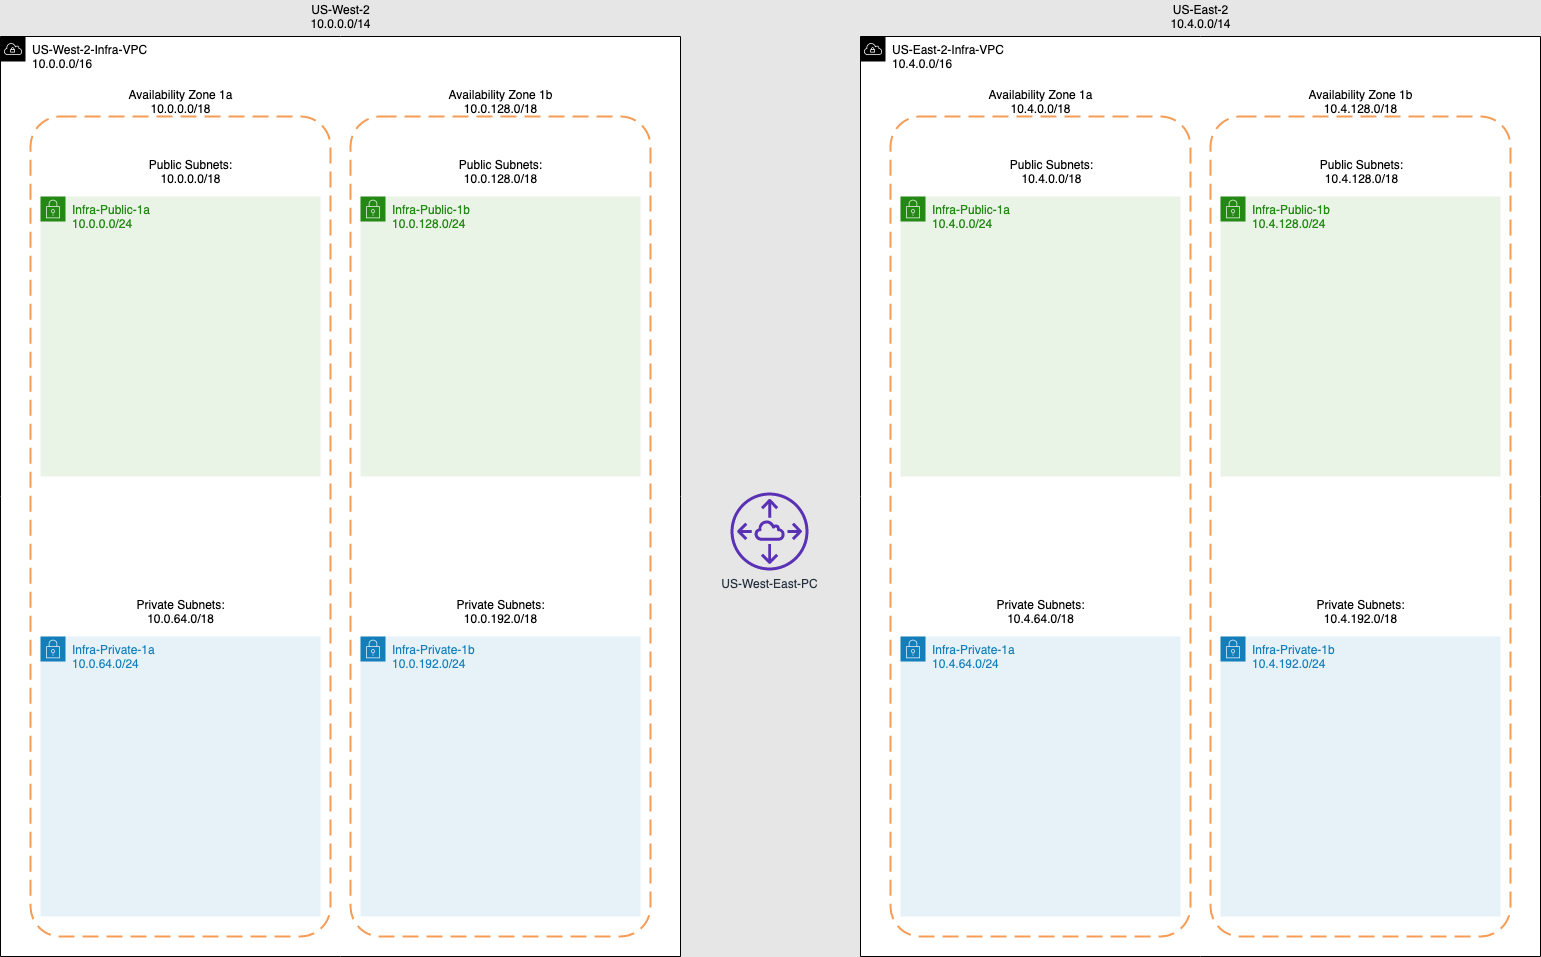 US-West-2
10.0.0.0/14
US-West-2-Infra-VPC
10.0.0.0/16
Availability Zone 1a
10.0.0.0/18
Public Subnets:
10.0.0.0/18
Infra-Public-1a
10.0.0.0/24
Private Subnets:
10.0.64.0/18
Infra-Private-1a
10.0.64.0/24
Availability Zone 1b
10.0.128.0/18
Public Subnets:
10.0.128.0/18
Infra-Public-1b
10.0.128.0/24
Private Subnets:
10.0.192.0/18
Infra-Private-1b
10.0.192.0/24
US-West-East-PC
US-East-2
10.4.0.0/14
US-East-2-Infra-VPC
10.4.0.0/16
Availability Zone 1a
10.4.0.0/18
Public Subnets:
10.4.0.0/18
Infra-Public-1a
10.4.0.0/24
Private Subnets:
10.4.64.0/18
Infra-Private-1a
10.4.64.0/24
Availability Zone 1b
10.4.128.0/18
Public Subnets:
10.4.128.0/18
Infra-Public-1b
10.4.128.0/24
Private Subnets:
10.4.192.0/18
Infra-Private-1b
10.4.192.0/24